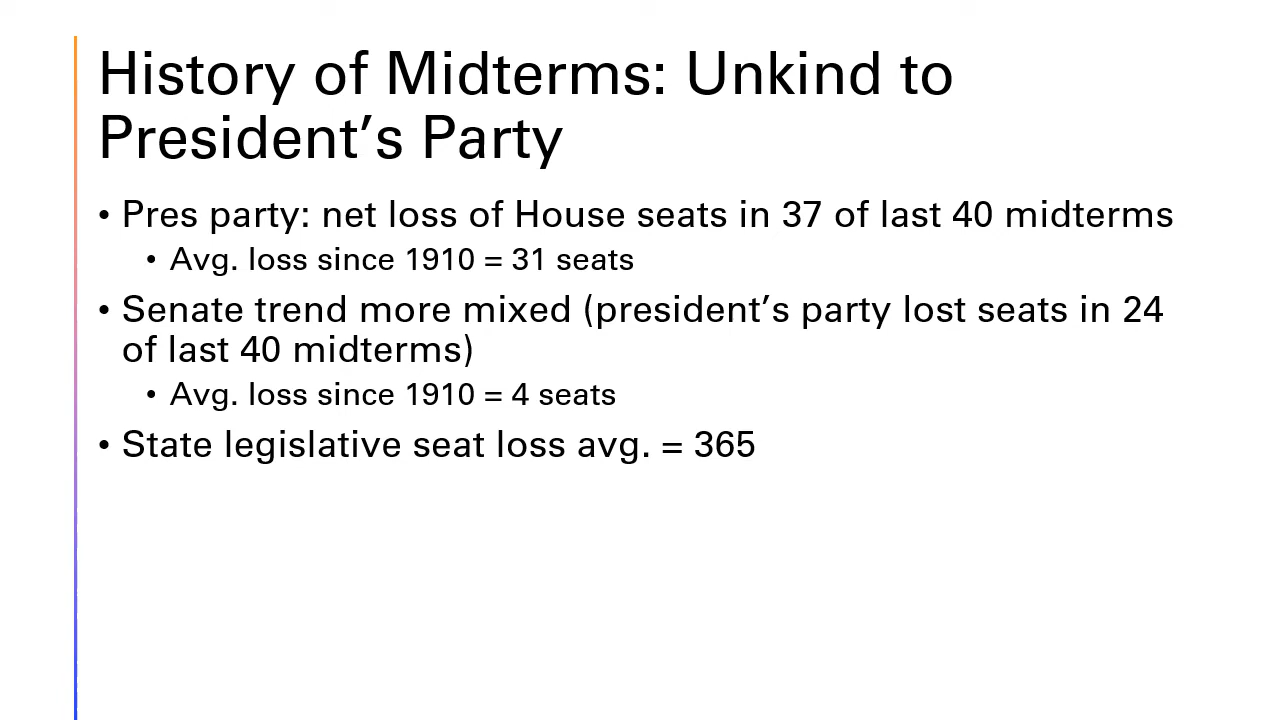 History of Midterms: Unkind to
President’s Party
• Pres party: net loss of House seats in 37 of last 40 midterms
• Avg. loss since 1910 = 31 seats
• Senate trend more mixed (president’s party lost seats in 24
of last 40 midterms)
• Avg. loss since 1910 = 4 seats
• State legislative seat loss avg. = 365